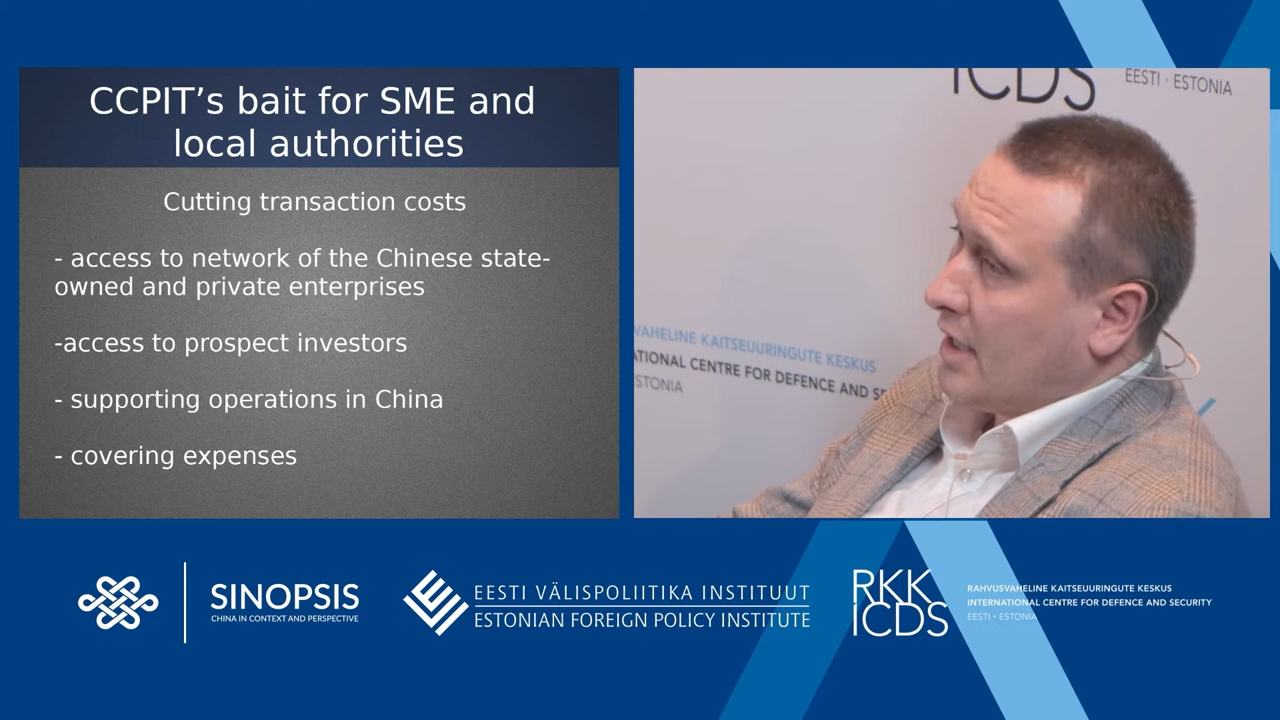 CCPIT’s bait for SME and
local authorities
Cutting transaction costs
- access to network of the Chinese state-
owned and private enterprises
-access to prospect investors
- supporting operations in China
- covering expenses
ICDS
EESTI · ESTONIA
VAHELINE KAITSEUURINGUTE KESKUS
ATIONAL CENTRE FOR DEFENCE AND SE
ESTONIA
SINOPSIS
CHINA IN CONTEXT AND PERSPECTIVE
EESTI VÄLISPOLIITIKA INSTITUUT
ESTONIAN FOREIGN POLICY INSTITUTE
RKK
ICDS
RAHVUSVAHELINE KAITSEUURINGUTE KESKUS
INTERNATIONAL CENTRE FOR DEFENCE AND SECURITY
EESTI · ESTONIA